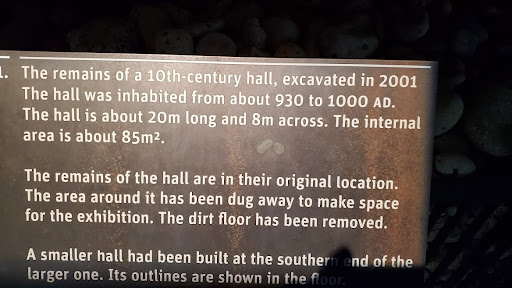 1. The remains of a 10th-century hall, excavated in 2001
The hall was inhabited from about 930 to 1000 AD.
The hall is about 20m long and 8m across. The internal
area is about 85m².
The remains of the hall are in their original location.
The area around it has been dug away to make space
for the exhibition. The dirt floor has been removed.
A smaller hall had been built at the southern end of the
larger one. Its outlines are shown in the floor.